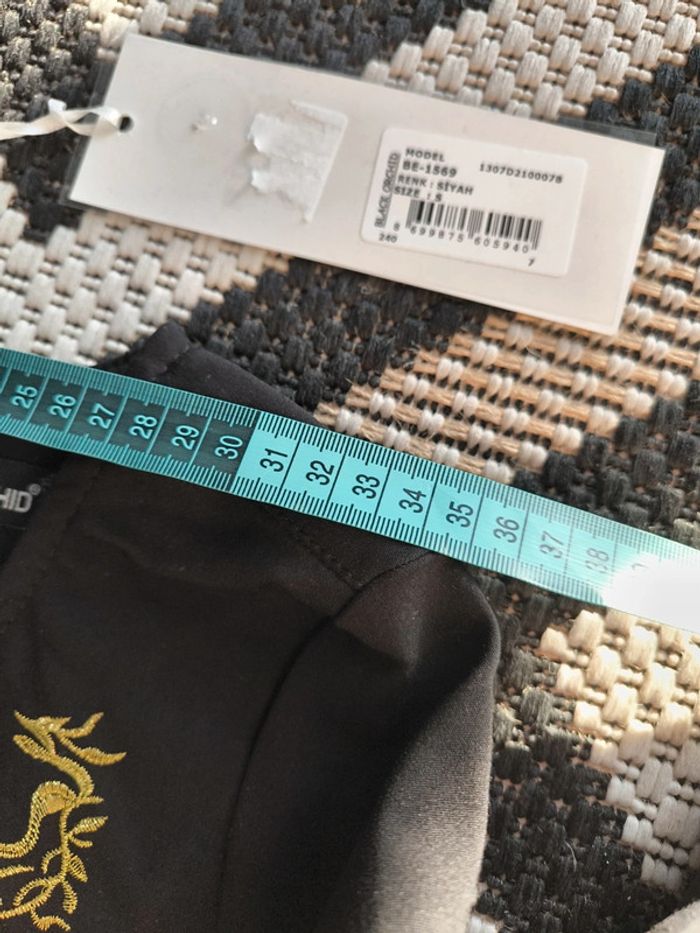 MODEL
BE-1569 1307D2100078
RENK : SİYAH
SIZE : S
BLACK ORCHID
8 699875 605940 7
240
25 26 27 28 29 30 31 32 33 34 35 36 37 38
HID®